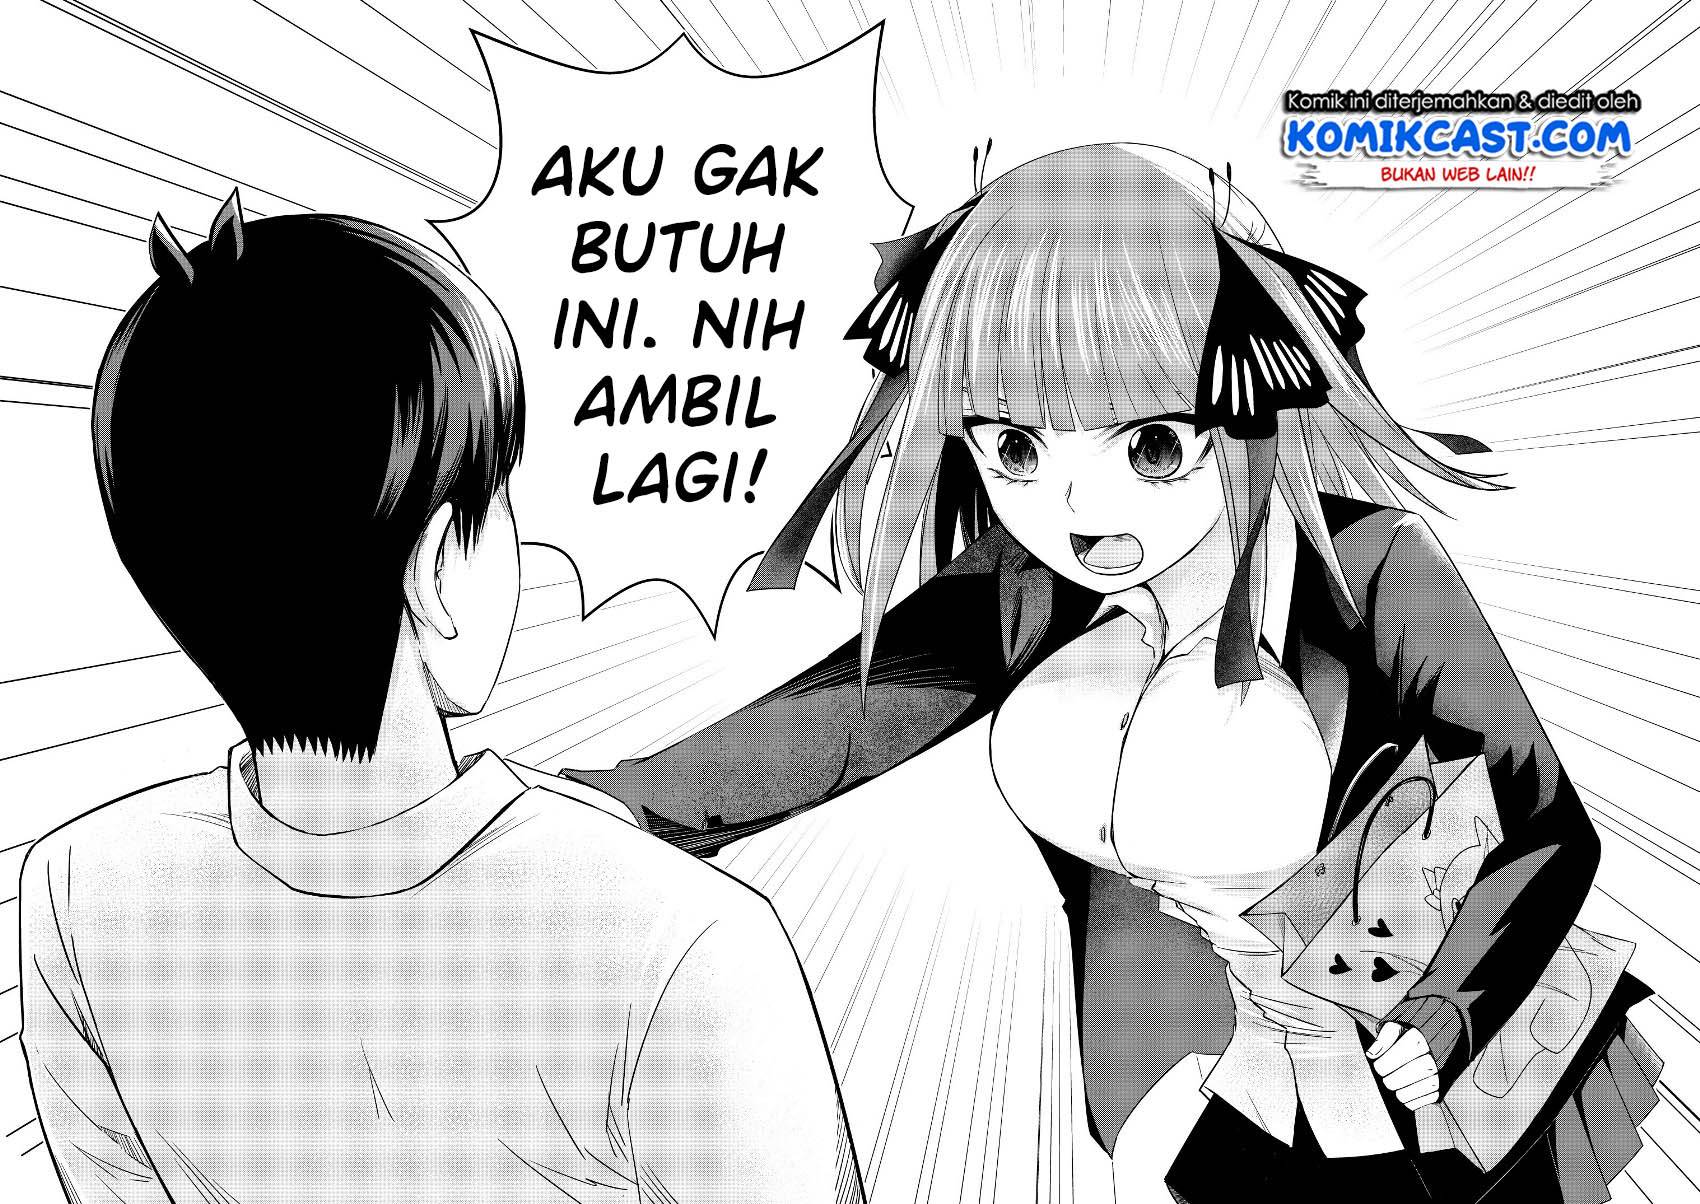 AKU GAK
BUTUH
INI. NIH
AMBIL
LAGI!
Komik ini diterjemahkan & diedit oleh
KOMIKCAST.COM
BUKAN WEB LAIN!!